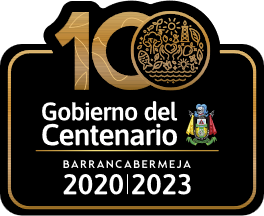 100
Gobierno del
Centenario
BARRANCABERMEJA
2020|2023